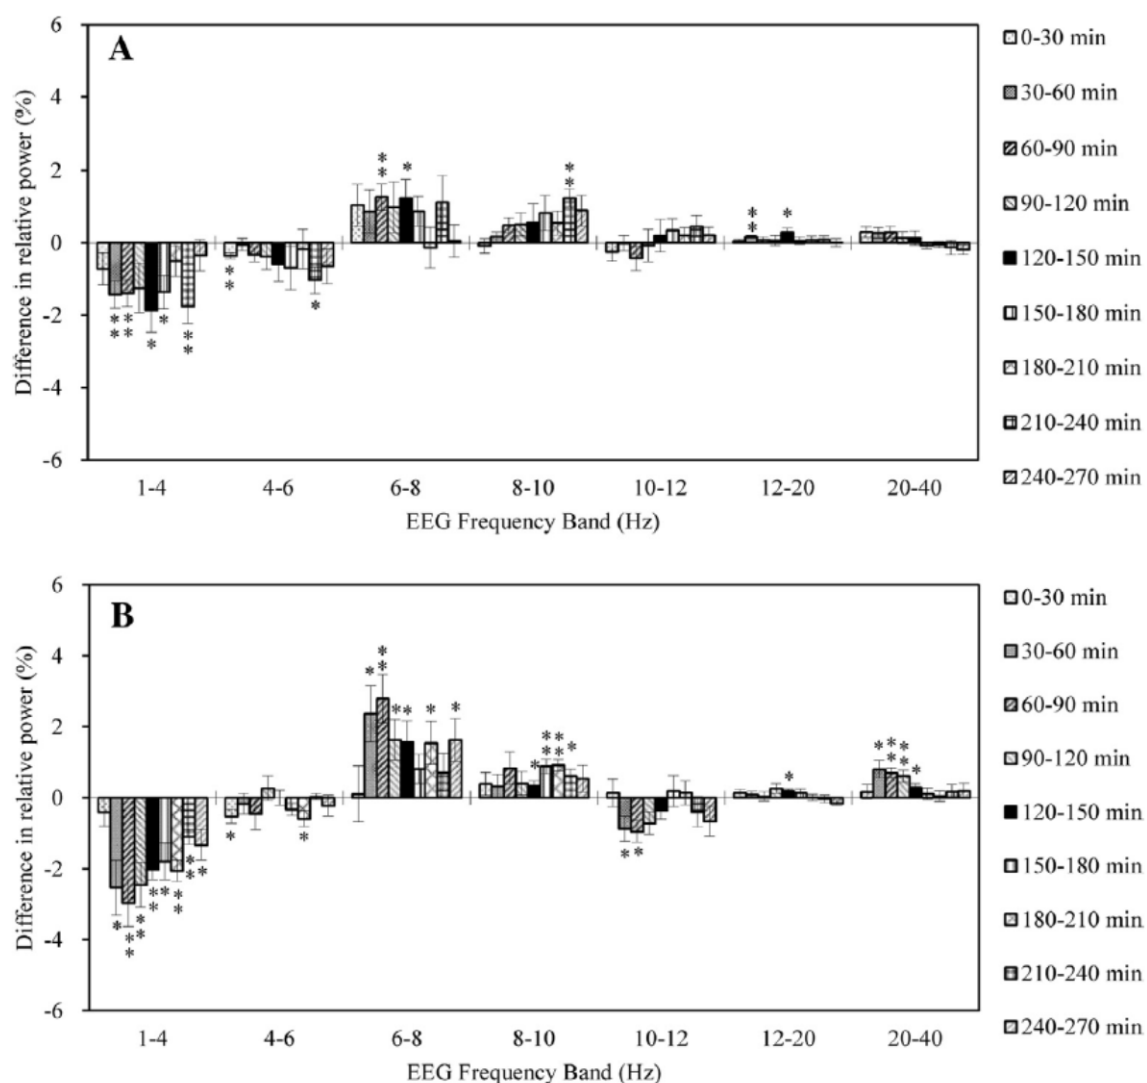 A
Difference in relative power (%)
6
4
2
0
-2
-4
-6
** ** * * **
** *
** *
**
** *
1-4 4-6 6-8 8-10 10-12 12-20 20-40
EEG Frequency Band (Hz)
0-30 min
30-60 min
60-90 min
90-120 min
120-150 min
150-180 min
180-210 min
210-240 min
240-270 min
B
Difference in relative power (%)
6
4
2
0
-2
-4
-6
* ** ** ** * ** ** **
* *
* ** * * * *
* ** ** *
* *
*
* ** ** *
1-4 4-6 6-8 8-10 10-12 12-20 20-40
EEG Frequency Band (Hz)
0-30 min
30-60 min
60-90 min
90-120 min
120-150 min
150-180 min
180-210 min
210-240 min
240-270 min